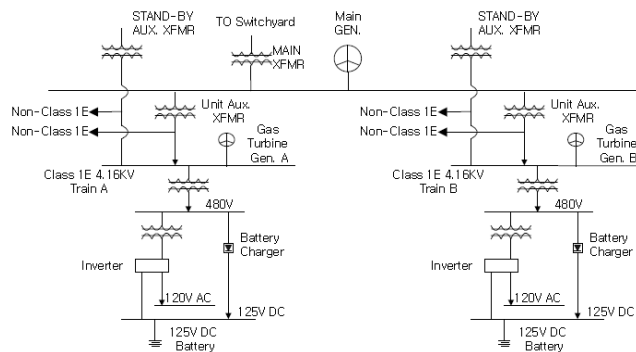 STAND-BY
AUX. XFMR
TO Switchyard
MAIN
XFMR
Main
GEN.
STAND-BY
AUX. XFMR
Non-Class 1E
Non-Class 1E
Unit Aux.
XFMR
Gas
Turbine
Gen. A
Class 1E 4.16KV
Train A
480V
Battery
Charger
Inverter
120V AC
125V DC
125V DC
Battery
Non-Class 1E
Non-Class 1E
Unit Aux.
XFMR
Gas
Turbine
Gen. B
Class 1E 4.16KV
Train B
480V
Battery
Charger
Inverter
120V AC
125V DC
125V DC
Battery